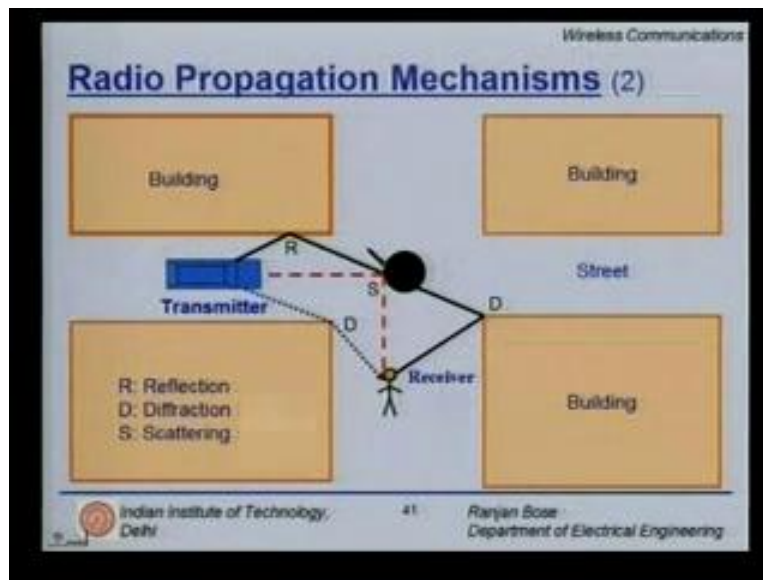 Wireless Communications
Radio Propagation Mechanisms (2)
Building
Building
R
S
Street
Transmitter
D
D
Receiver
R: Reflection
D: Diffraction
S: Scattering
Building
Indian Institute of Technology, Delhi
41
Ranjan Bose
Department of Electrical Engineering